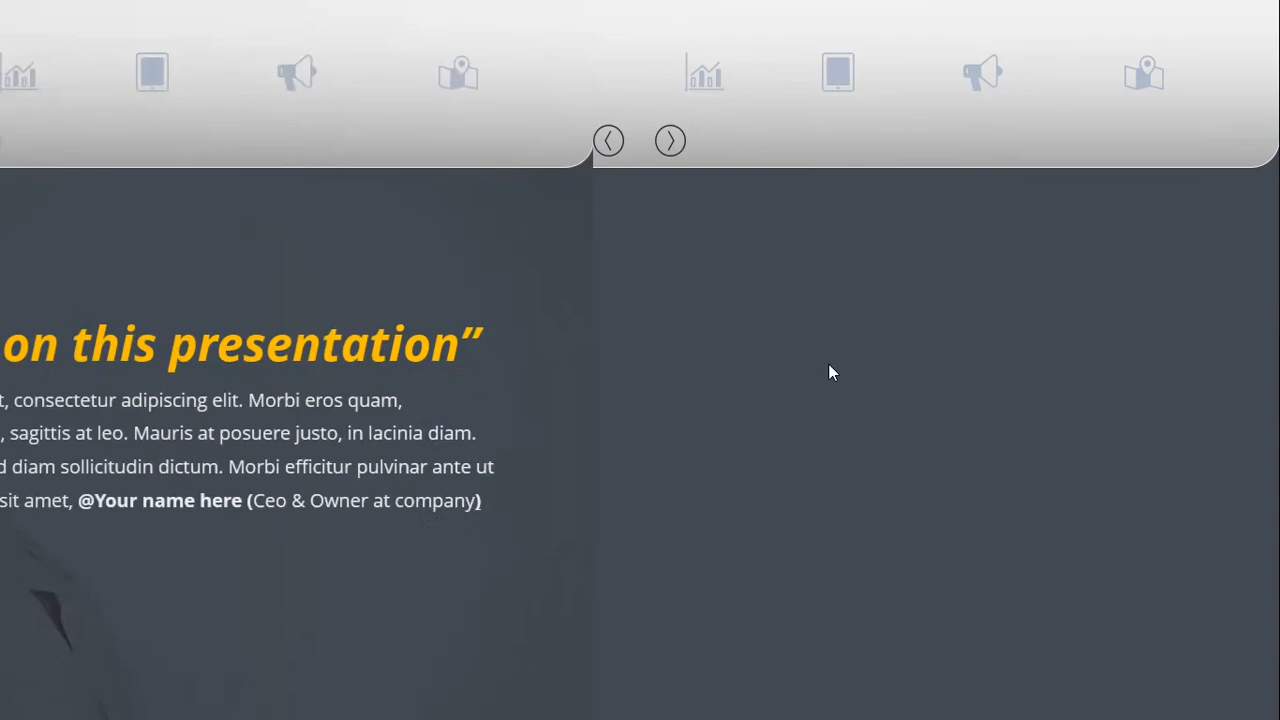 on this presentation”
t, consectetur adipiscing elit. Morbi eros quam,
, sagittis at leo. Mauris at posuere justo, in lacinia diam.
d diam sollicitudin dictum. Morbi efficitur pulvinar ante ut
sit amet, @Your name here (Ceo & Owner at company)